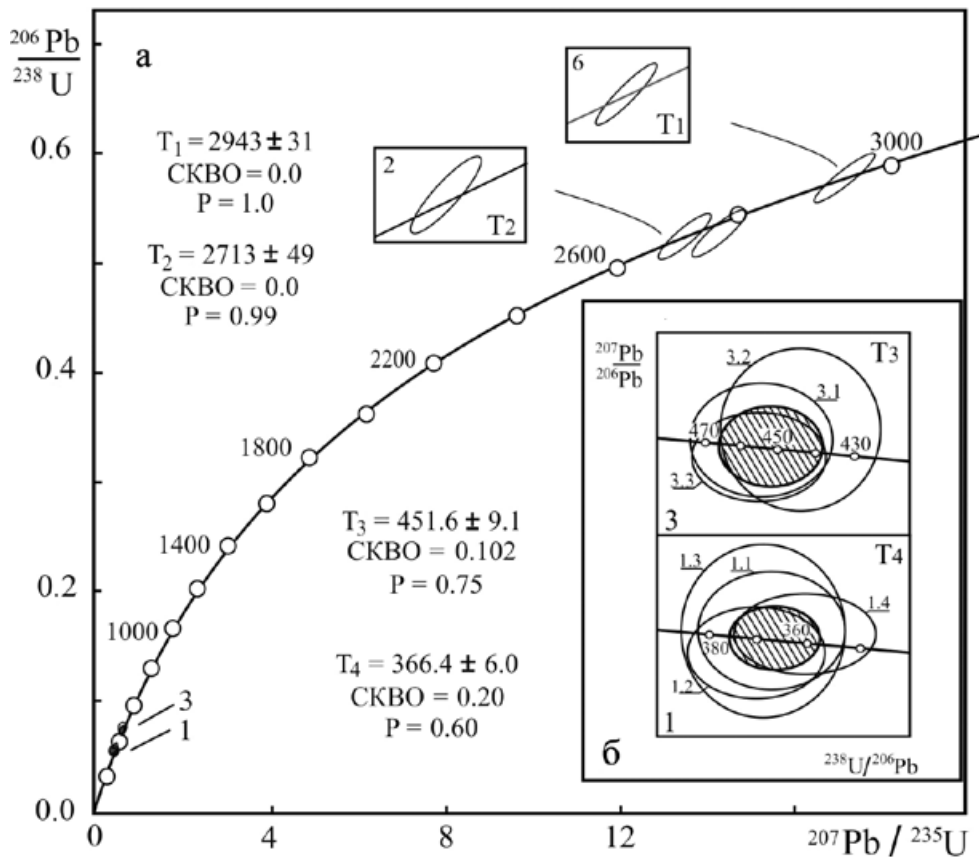 206Pb
238U
а
T1 = 2943 ± 31
СКВО = 0.0
P = 1.0
T2 = 2713 ± 49
СКВО = 0.0
P = 0.99
2
T2
6
T1
3000
2600
2200
1800
1400
1000
3
1
T3 = 451.6 ± 9.1
СКВО = 0.102
P = 0.75
T4 = 366.4 ± 6.0
СКВО = 0.20
P = 0.60
0.6
0.4
0.2
0.0
0
4
8
12
207Pb / 235U
207Pb
206Pb
T3
3.2
3.1
470
450
430
3.3
3
T4
1.3
1.1
1.4
380
360
1.2
1
б
238U/206Pb